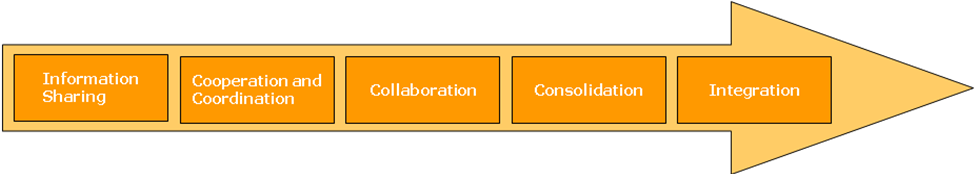 Information
Sharing
Cooperation and
Coordination
Collaboration
Consolidation
Integration